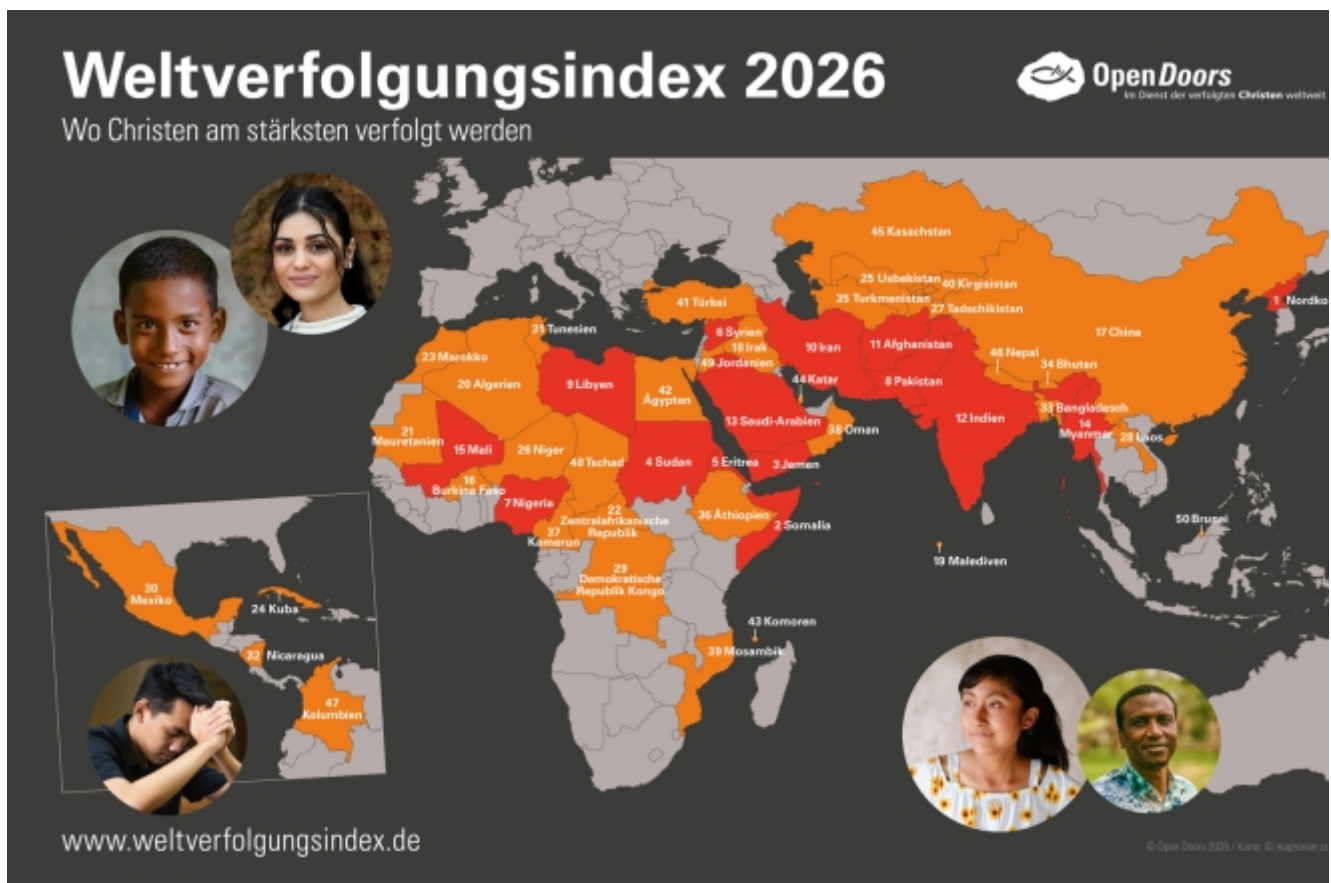 Weltverfolgungsindex 2026
Wo Christen am stärksten verfolgt werden
OpenDoors
Im Dienst der verfolgten Christen weltweit
45 Kasachstan
25 Usbekistan
40 Kirgisistan
35 Turkmenistan
27 Tadschikistan
1 Nordko
41 Türkei
31 Tunesien
6 Syrien
18 Irak
10 Iran
11 Afghanistan
17 China
46 Nepal
34 Bhutan
23 Marokko
49 Jordanien
20 Algerien
9 Libyen
42
Ägypten
44 Katar
8 Pakistan
33 Bangladesch
12 Indien
13 Saudi-Arabien
38 Oman
14
Myanmar
28 Laos
21
Mauretanien
15 Mali
26 Niger
48 Tschad
4 Sudan
5 Eritrea
3 Jemen
16
Burkina Faso
7 Nigeria
22
Zentralafrikanische
Republik
36 Äthiopien
2 Somalia
50 Brunei
37
Kamerun
19 Malediven
29
Demokratische
Republik Kongo
30
Mexiko
24 Kuba
43 Komoren
32 Nicaragua
39 Mosambik
47
Kolumbien
www.weltverfolgungsindex.de
© Open Doors 2026 / Karte: © maptorian.co